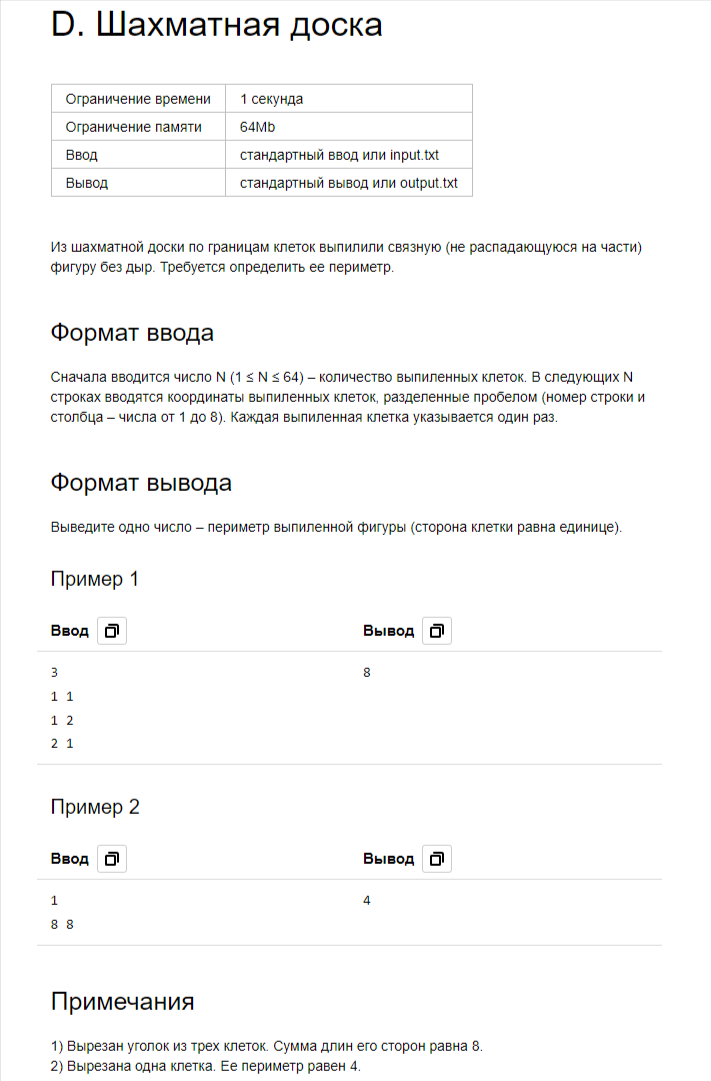 D. Шахматная доска
Ограничение времени 1 секунда
Ограничение памяти 64Mb
Ввод стандартный ввод или input.txt
Вывод стандартный вывод или output.txt
Из шахматной доски по границам клеток выпилили связную (не распадающуюся на части)
фигуру без дыр. Требуется определить ее периметр.
Формат ввода
Сначала вводится число N (1 ≤ N ≤ 64) – количество выпиленных клеток. В следующих N
строках вводятся координаты выпиленных клеток, разделенные пробелом (номер строки и
столбца – числа от 1 до 8). Каждая выпиленная клетка указывается один раз.
Формат вывода
Выведите одно число – периметр выпиленной фигуры (сторона клетки равна единице).
Пример 1
Ввод Вывод
3 8
1 1
1 2
2 1
Пример 2
Ввод Вывод
1 4
8 8
Примечания
1) Вырезан уголок из трех клеток. Сумма длин его сторон равна 8.
2) Вырезана одна клетка. Ее периметр равен 4.